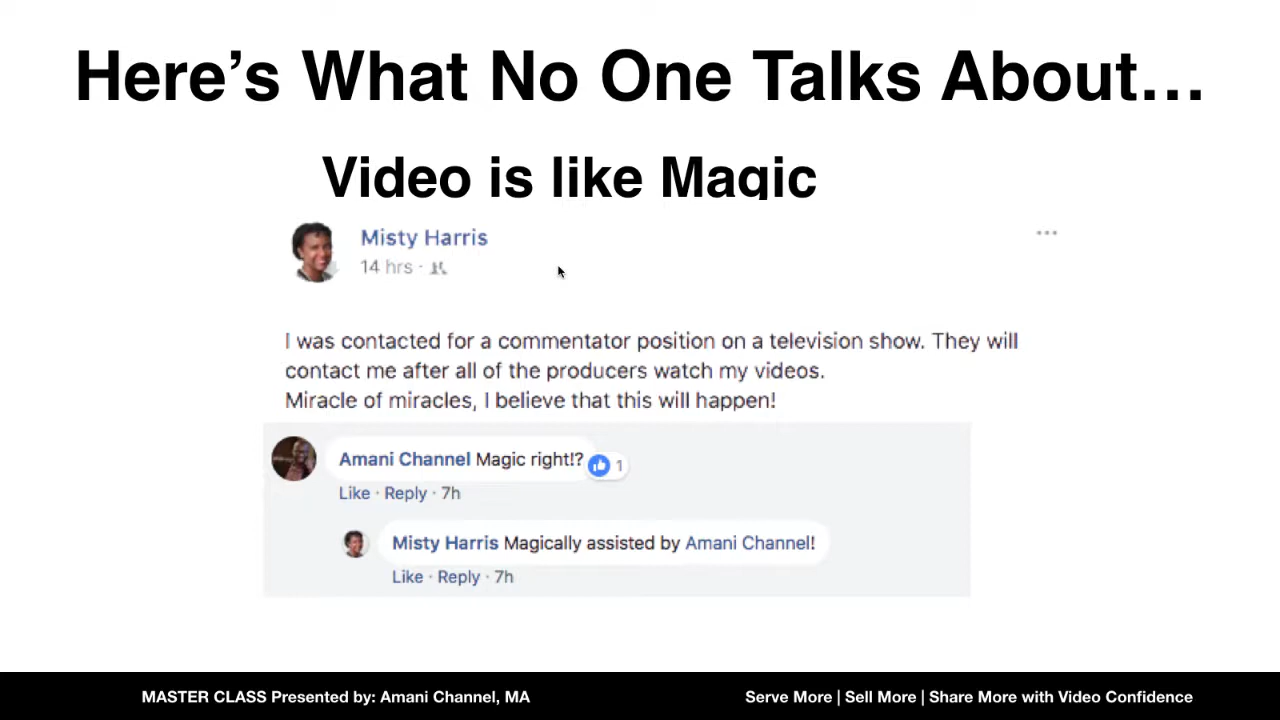 Here’s What No One Talks About…
Video is like Magic
Misty Harris
14 hrs ·
I was contacted for a commentator position on a television show. They will
contact me after all of the producers watch my videos.
Miracle of miracles, I believe that this will happen!
Amani Channel Magic right!? 1
Like · Reply · 7h
Misty Harris Magically assisted by Amani Channel!
Like · Reply · 7h
MASTER CLASS Presented by: Amani Channel, MA
Serve More | Sell More | Share More with Video Confidence